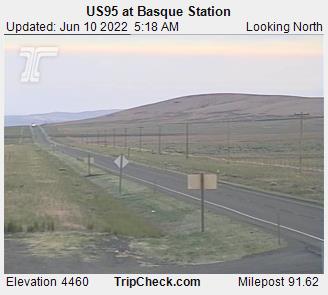 US95 at Basque Station
Updated: Jun 10 2022 5:18 AM Looking North
Elevation 4460 TripCheck.com Milepost 91.62